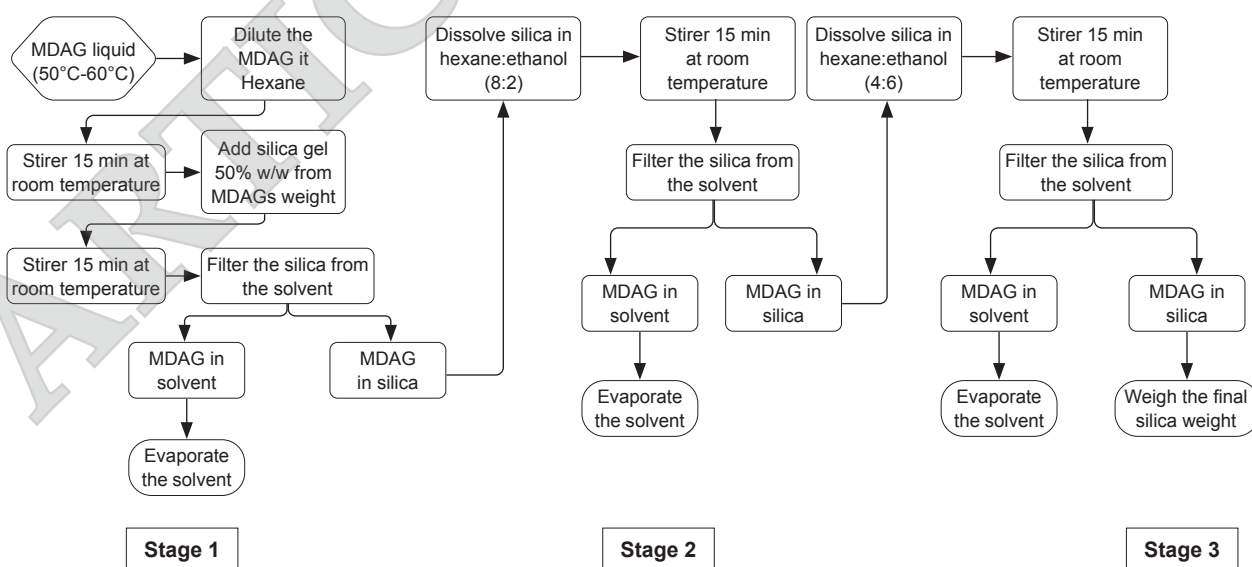 MDAG liquid
(50°C-60°C)
Dilute the
MDAG it
Hexane
Stirer 15 min at
room temperature
Add silica gel
50% w/w from
MDAGs weight
Stirer 15 min at
room temperature
Filter the silica from
the solvent
MDAG in
solvent
MDAG
in silica
Evaporate
the solvent
Stage 1
Dissolve silica in
hexane:ethanol
(8:2)
Stirer 15 min
at room
temperature
Filter the silica from
the solvent
MDAG in
solvent
MDAG in
silica
Evaporate
the solvent
Stage 2
Dissolve silica in
hexane:ethanol
(4:6)
Stirer 15 min
at room
temperature
Filter the silica from
the solvent
MDAG in
solvent
MDAG in
silica
Evaporate
the solvent
Weigh the final
silica weight
Stage 3